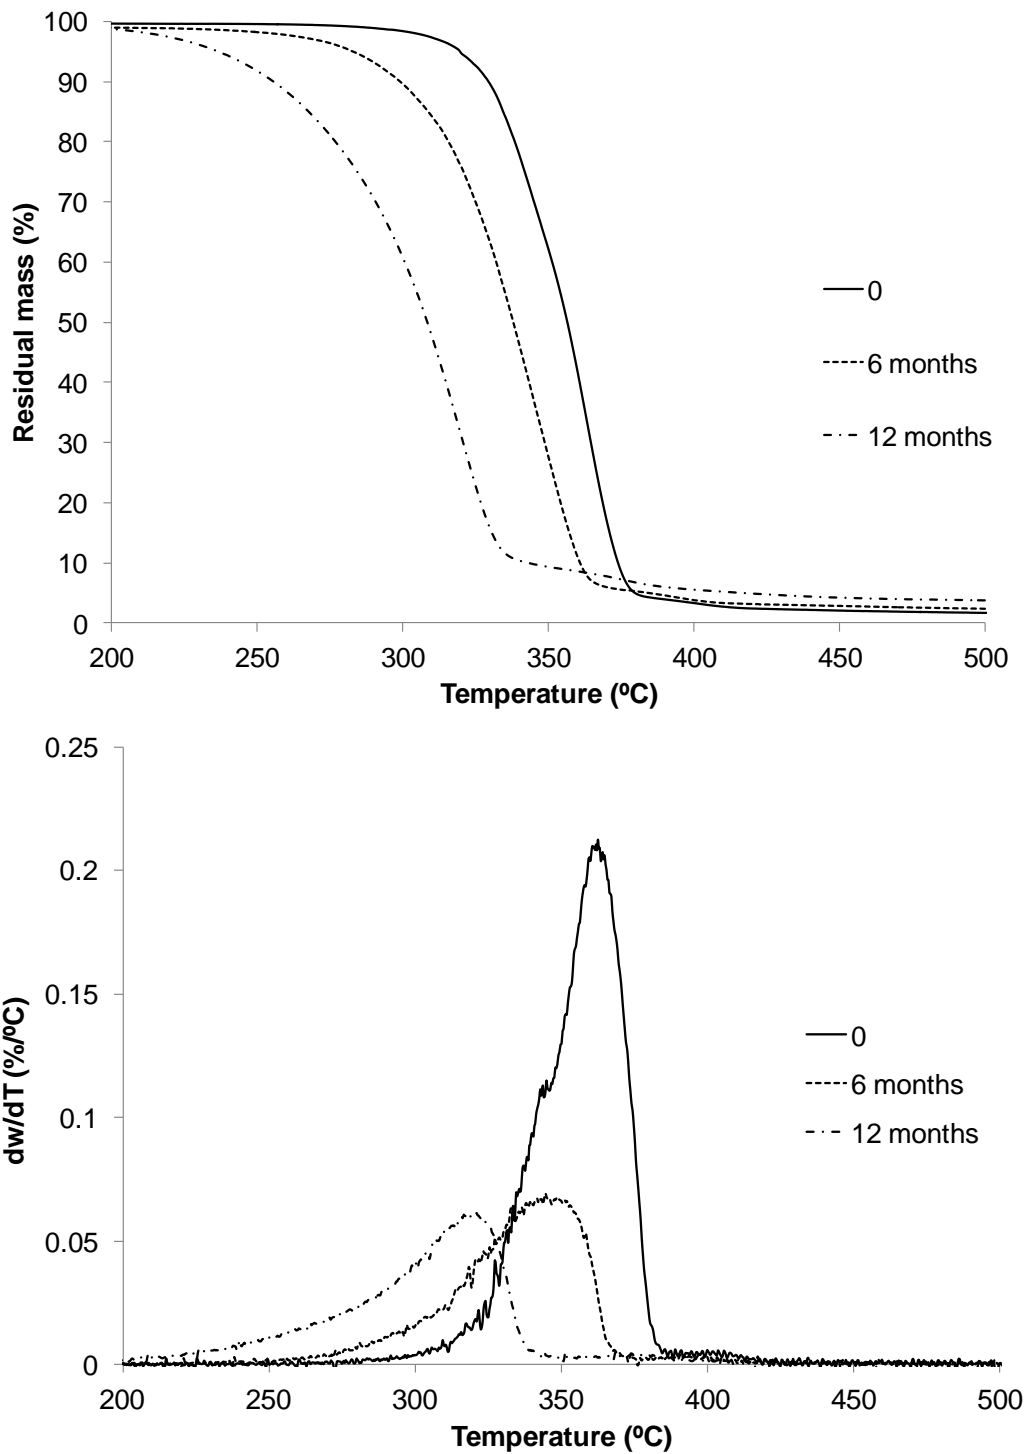 100
90
80
70
60
50
40
30
20
10
0
Residual mass (%)
200 250 300 350 400 450 500
Temperature (ºC)
0
6 months
12 months
0.25
0.2
0.15
0.1
0.05
0
dw/dT (%/ºC)
200 250 300 350 400 450 500
Temperature (ºC)
0
6 months
12 months